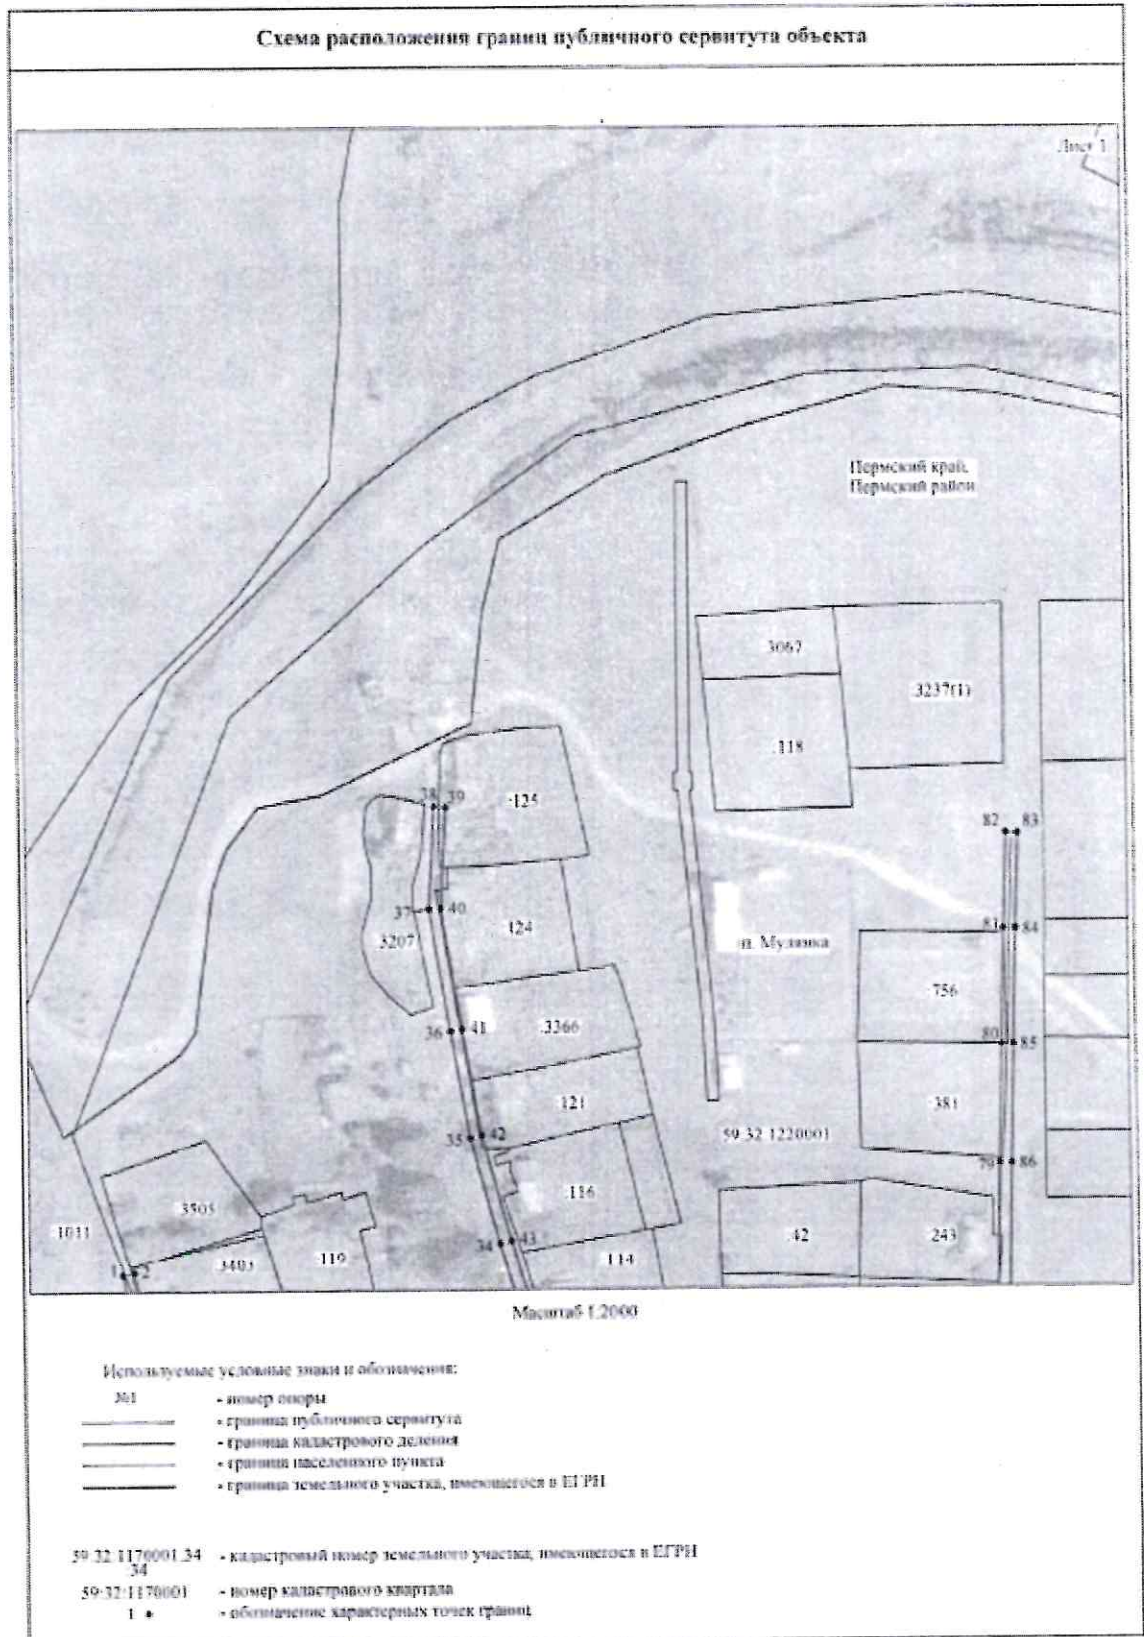 Схема расположения границ публичного сервитута объекта
Лист 1
Пермский край,
Пермский район
:3067
:3237(1)
:118
:125
38 39
82 83
37 40
:124
:3207
п. Мулянка
81 84
:756
36 41
:3366
80 85
:121
:381
35 42
59:32:1220001
79 86
:116
:3505
:1011
34 43
:42
:243
:119
:114
:3403
1 2
Масштаб 1:2000
Используемые условные знаки и обозначения:
№1 - номер опоры
- граница публичного сервитута
- граница кадастрового деления
- граница населенного пункта
- граница земельного участка, имеющегося в ЕГРН
59:32:1170001:34 - кадастровый номер земельного участка, имеющегося в ЕГРН
:34
59:32:1170001 - номер кадастрового квартала
1 • - обозначение характерных точек границ